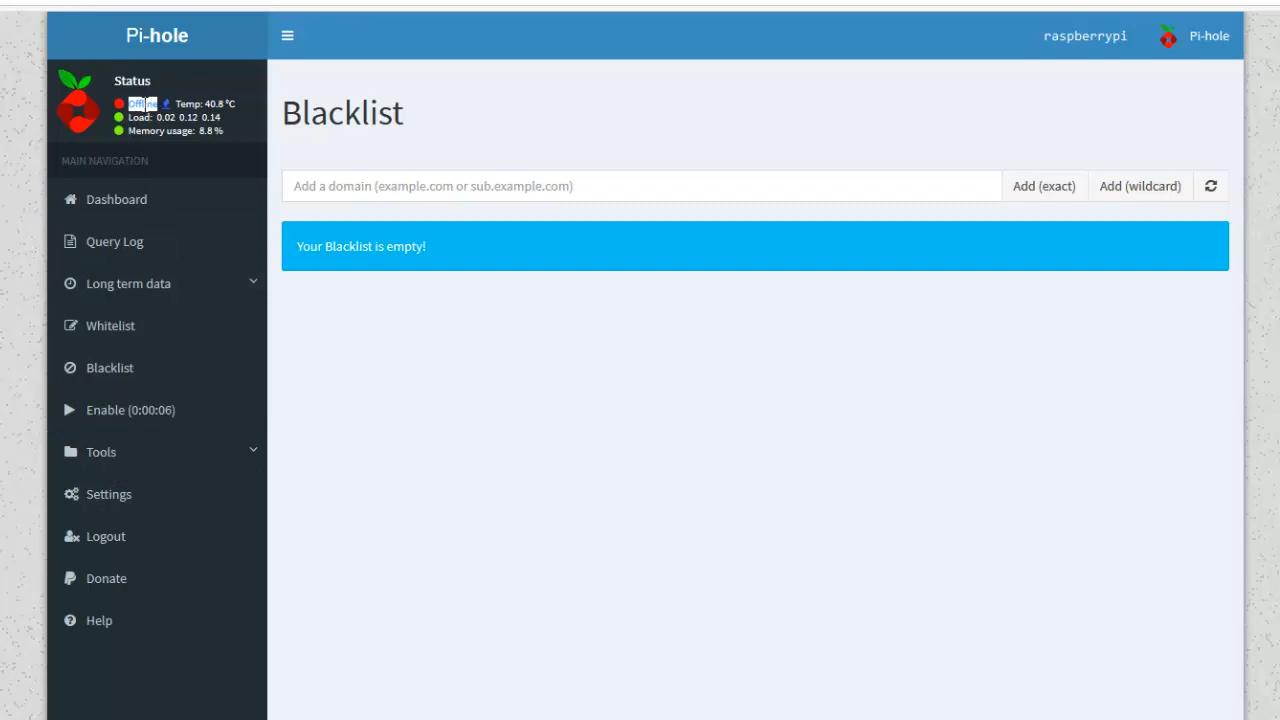 Pi-hole
raspberrypi
Pi-hole
Status
Offline Temp: 40.8 °C
Load: 0.02 0.12 0.14
Memory usage: 8.8 %
MAIN NAVIGATION
Dashboard
Query Log
Long term data
Whitelist
Blacklist
Enable (0:00:06)
Tools
Settings
Logout
Donate
Help
Blacklist
Add a domain (example.com or sub.example.com)
Add (exact)
Add (wildcard)
Your Blacklist is empty!